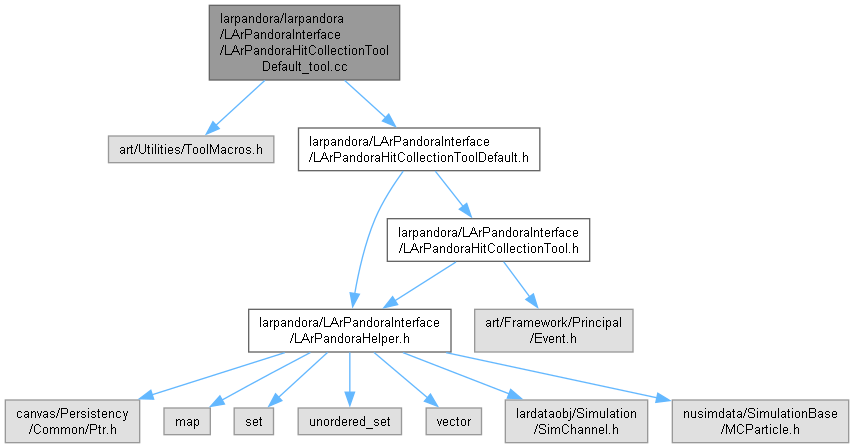 larpandora/larpandora
/LArPandoraInterface
/LArPandoraHitCollectionTool
Default_tool.cc
art/Utilities/ToolMacros.h
larpandora/LArPandoraInterface
/LArPandoraHitCollectionToolDefault.h
larpandora/LArPandoraInterface
/LArPandoraHitCollectionTool.h
larpandora/LArPandoraInterface
/LArPandoraHelper.h
art/Framework/Principal
/Event.h
canvas/Persistency
/Common/Ptr.h
map
set
unordered_set
vector
lardataobj/Simulation
/SimChannel.h
nusimdata/SimulationBase
/MCParticle.h